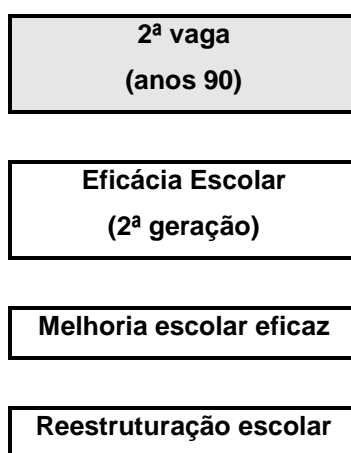 2ª vaga
(anos 90)
Eficácia Escolar
(2ª geração)
Melhoria escolar eficaz
Reestruturação escolar